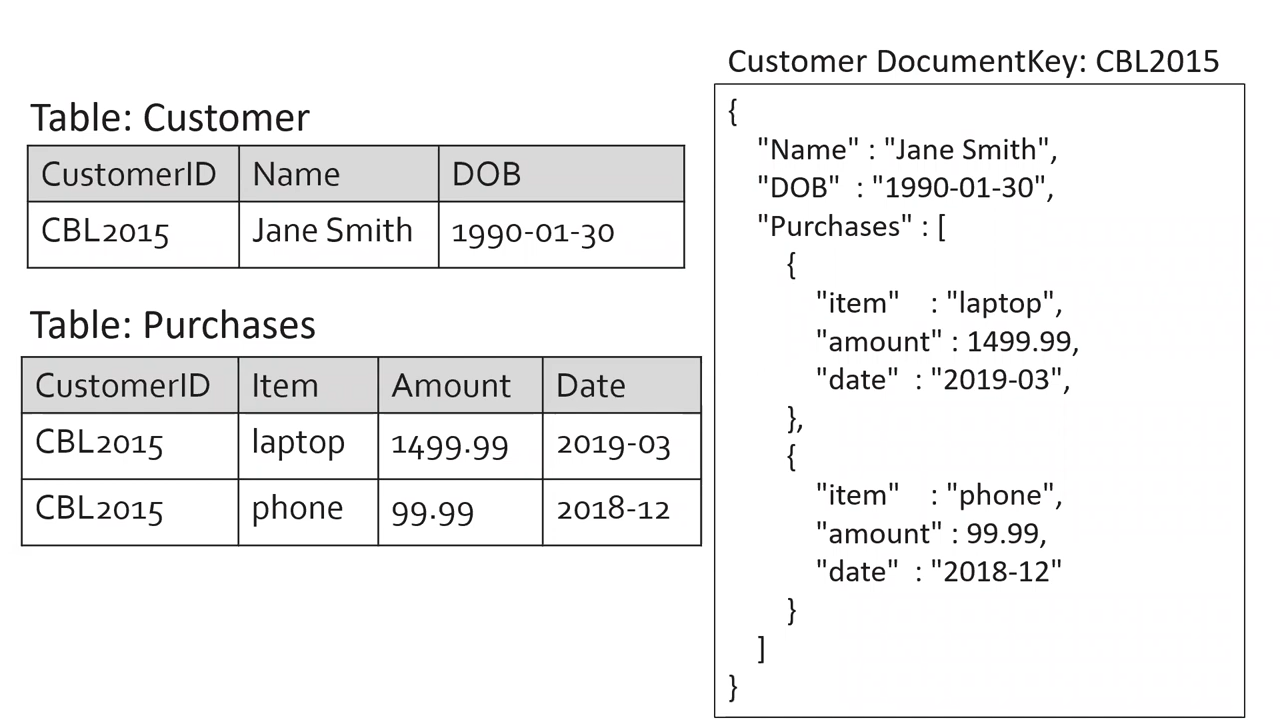 Table: Customer
CustomerID Name DOB
CBL2015 Jane Smith 1990-01-30
Table: Purchases
CustomerID Item Amount Date
CBL2015 laptop 1499.99 2019-03
CBL2015 phone 99.99 2018-12
Customer DocumentKey: CBL2015
{
"Name" : "Jane Smith",
"DOB" : "1990-01-30",
"Purchases" : [
{
"item" : "laptop",
"amount" : 1499.99,
"date" : "2019-03",
},
{
"item" : "phone",
"amount" : 99.99,
"date" : "2018-12"
}
]
}